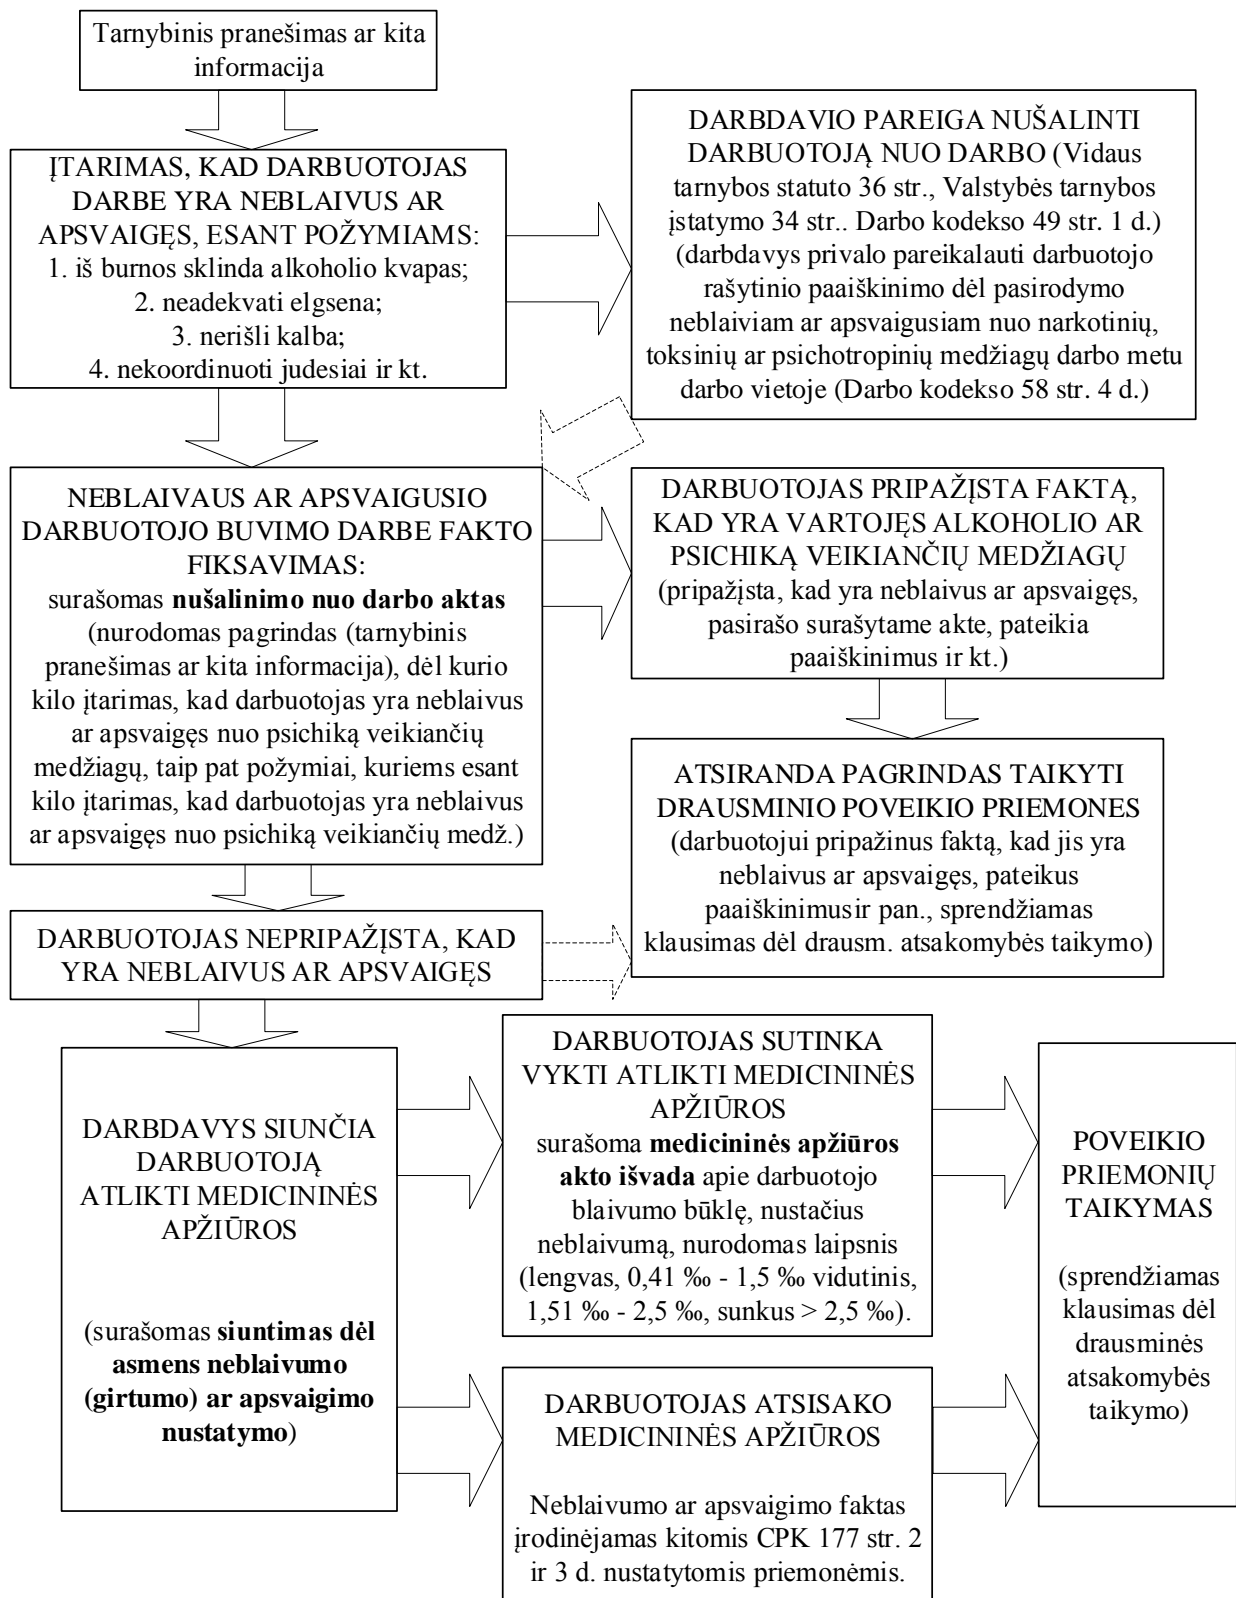 Tarnybinis pranešimas ar kita
informacija
ĮTARIMAS, KAD DARBUOTOJAS
DARBE YRA NEBLAIVUS AR
APSVAIGĘS, ESANT POŽYMIAMS:
1. iš burnos sklinda alkoholio kvapas;
2. neadekvati elgsena;
3. nerišli kalba;
4. nekoordinuoti judesiai ir kt.
DARBDAVIO PAREIGA NUŠALINTI
DARBUOTOJĄ NUO DARBO (Vidaus
tarnybos statuto 36 str., Valstybės tarnybos
įstatymo 34 str.. Darbo kodekso 49 str. 1 d.)
(darbdavys privalo pareikalauti darbuotojo
rašytinio paaiškinimo dėl pasirodymo
neblaiviam ar apsvaigusiam nuo narkotinių,
toksinių ar psichotropinių medžiagų darbo metu
darbo vietoje (Darbo kodekso 58 str. 4 d.)
NEBLAIVAUS AR APSVAIGUSIO
DARBUOTOJO BUVIMO DARBE FAKTO
FIKSAVIMAS:
surašomas nušalinimo nuo darbo aktas
(nurodomas pagrindas (tarnybinis
pranešimas ar kita informacija), dėl kurio
kilo įtarimas, kad darbuotojas yra neblaivus
ar apsvaigęs nuo psichiką veikiančių
medžiagų, taip pat požymiai, kuriems esant
kilo įtarimas, kad darbuotojas yra neblaivus
ar apsvaigęs nuo psichiką veikiančių medž.)
DARBUOTOJAS PRIPAŽĮSTA FAKTĄ,
KAD YRA VARTOJĘS ALKOHOLIO AR
PSICHIKĄ VEIKIANČIŲ MEDŽIAGŲ
(pripažįsta, kad yra neblaivus ar apsvaigęs,
pasirašo surašytame akte, pateikia
paaiškinimus ir kt.)
ATSIRANDA PAGRINDAS TAIKYTI
DRAUSMINIO POVEIKIO PRIEMONES
(darbuotojui pripažinus faktą, kad jis yra
neblaivus ar apsvaigęs, pateikus
paaiškinimusir pan., sprendžiamas
klausimas dėl drausm. atsakomybės taikymo)
DARBUOTOJAS NEPRIPAŽĮSTA, KAD
YRA NEBLAIVUS AR APSVAIGĘS
DARBDAVYS SIUNČIA
DARBUOTOJĄ
ATLIKTI MEDICININĖS
APŽIŪROS
(surašomas siuntimas dėl
asmens neblaivumo
(girtumo) ar apsvaigimo
nustatymo)
DARBUOTOJAS SUTINKA
VYKTI ATLIKTI MEDICININĖS
APŽIŪROS
surašoma medicininės apžiūros
akto išvada apie darbuotojo
blaivumo būklę, nustačius
neblaivumą, nurodomas laipsnis
(lengvas, 0,41 ‰ - 1,5 ‰ vidutinis,
1,51 ‰ - 2,5 ‰, sunkus > 2,5 ‰).
DARBUOTOJAS ATSISAKO
MEDICININĖS APŽIŪROS
Neblaivumo ar apsvaigimo faktas
įrodinėjamas kitomis CPK 177 str. 2
ir 3 d. nustatytomis priemonėmis.
POVEIKIO
PRIEMONIŲ
TAIKYMAS
(sprendžiamas
klausimas dėl
drausminės
atsakomybės
taikymo)